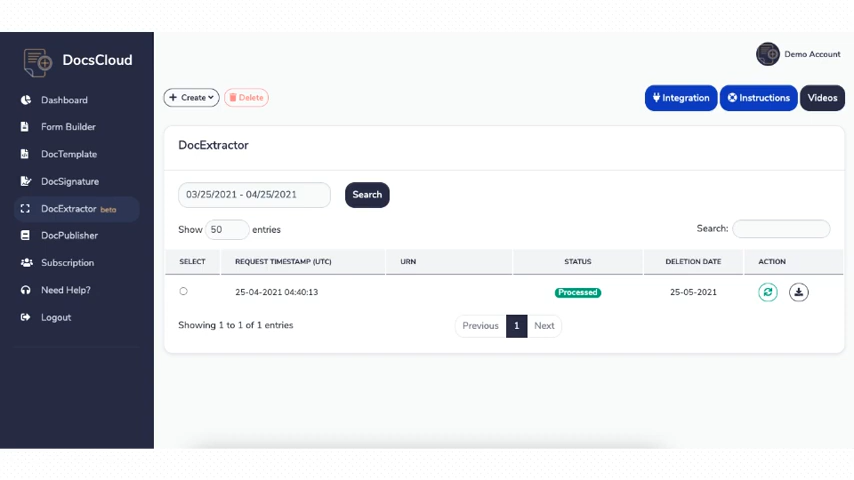 DocsCloud
Demo Account
Dashboard
Form Builder
DocTemplate
DocSignature
DocExtractor beta
DocPublisher
Subscription
Need Help?
Logout
+ Create
Delete
Integration
Instructions
Videos
DocExtractor
03/25/2021 - 04/25/2021
Search
Show 50 entries
Search:
SELECT REQUEST TIMESTAMP (UTC) URN STATUS DELETION DATE ACTION
25-04-2021 04:40:13 Processed 25-05-2021
Showing 1 to 1 of 1 entries
Previous 1 Next